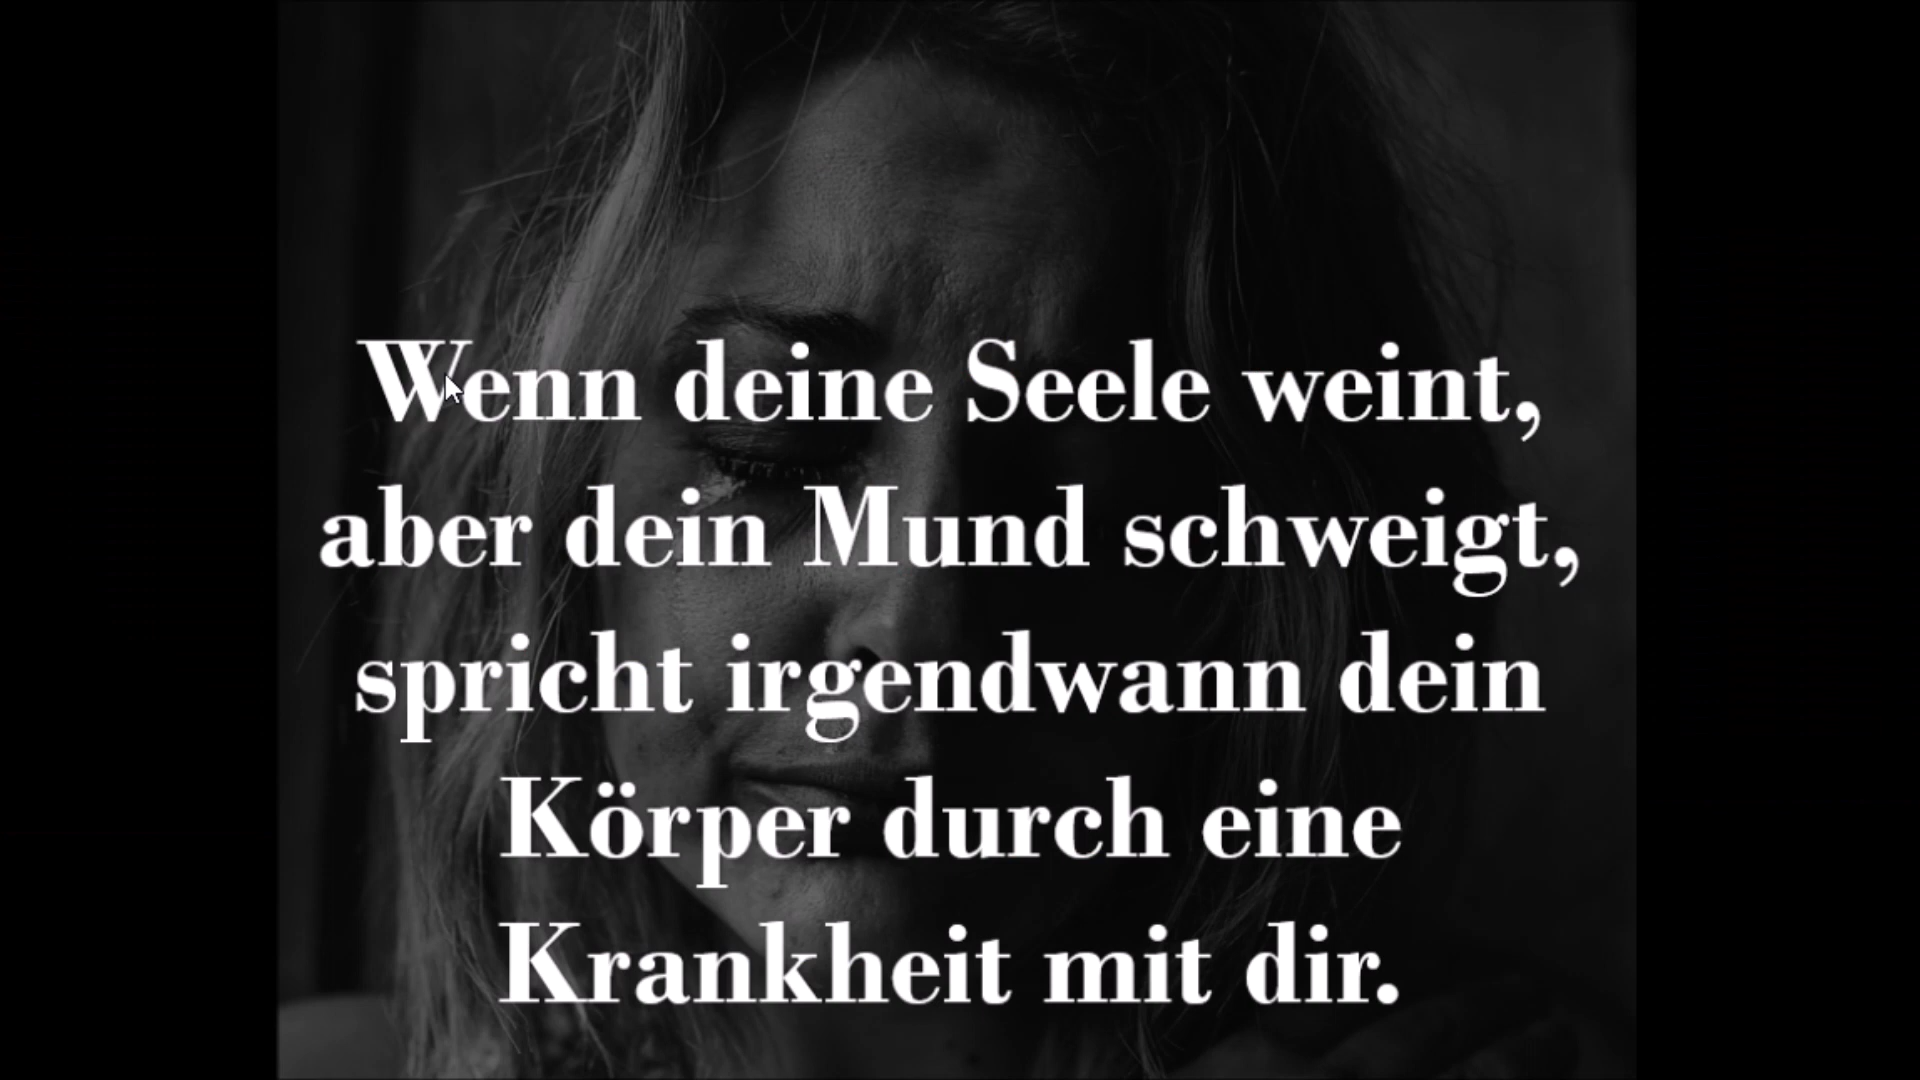 Wenn deine Seele weint,
aber dein Mund schweigt,
spricht irgendwann dein
Körper durch eine
Krankheit mit dir.